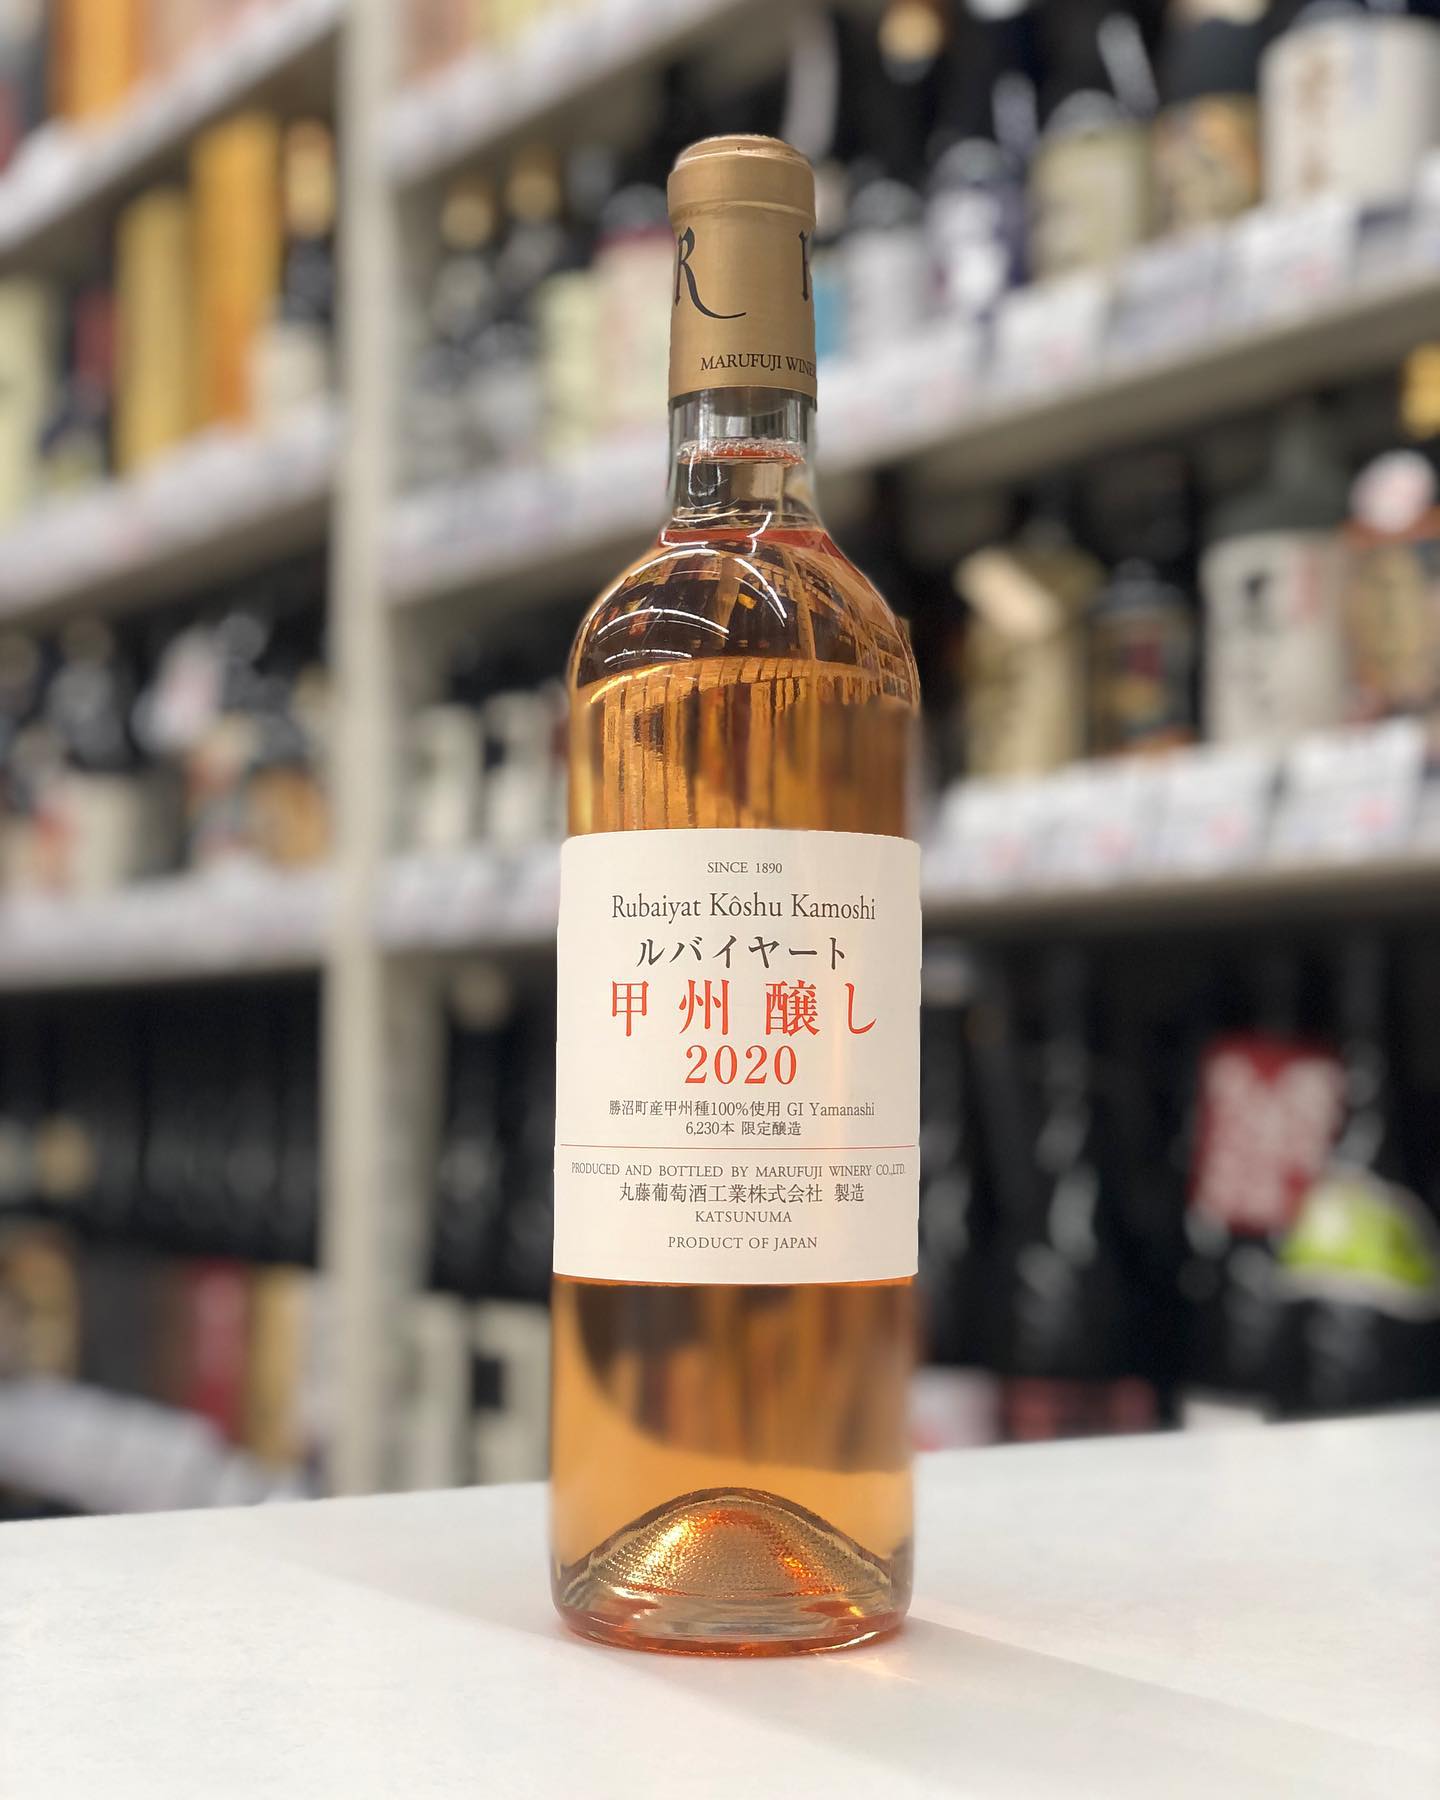 R
MARUFUJI
SINCE 1890
Rubaiyat Kôshu Kamoshi
ルバイヤート
甲州醸し
2020
勝沼町産甲州種100%使用 GI Yamanashi
6,230本 限定醸造
PRODUCED AND BOTTLED BY MARUFUJI WINERY CO.,LTD.
丸藤葡萄酒工業株式会社 製造
KATSUNUMA
PRODUCT OF JAPAN